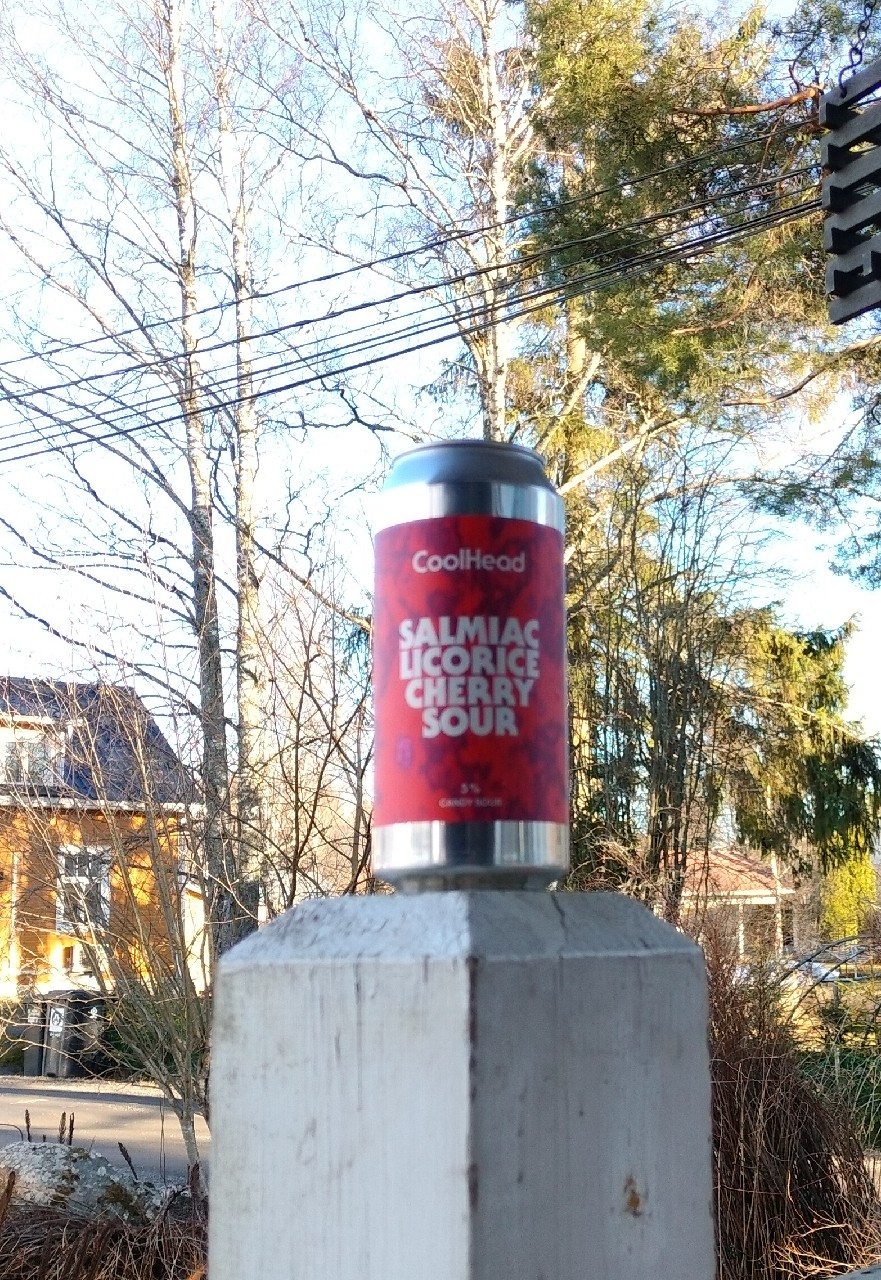 CoolHead
SALMIAC
LICORICE
CHERRY
SOUR
5%
CANDY SOUR